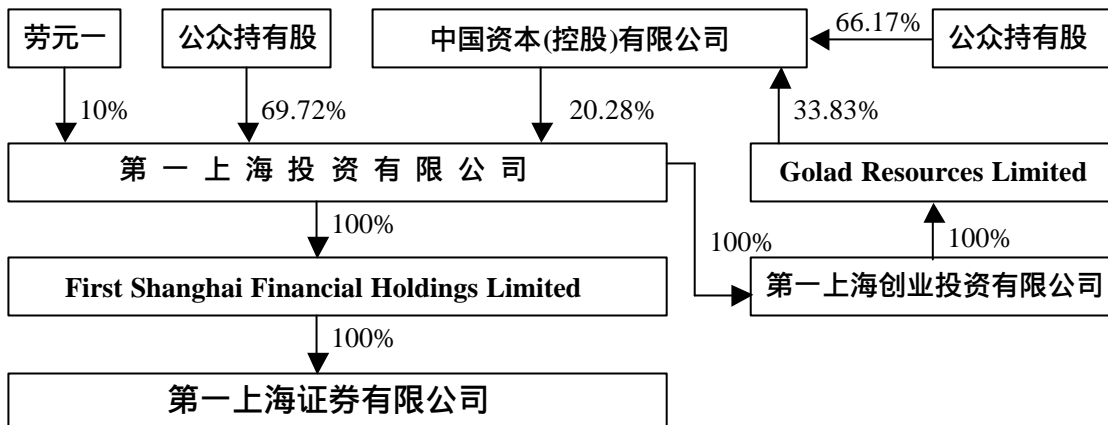 劳元一
公众持有股
中国资本(控股)有限公司
66.17%
公众持有股
10%
69.72%
20.28%
33.83%
第一上海投资有限公司
Golad Resources Limited
100%
100%
100%
First Shanghai Financial Holdings Limited
第一上海创业投资有限公司
100%
第一上海证券有限公司